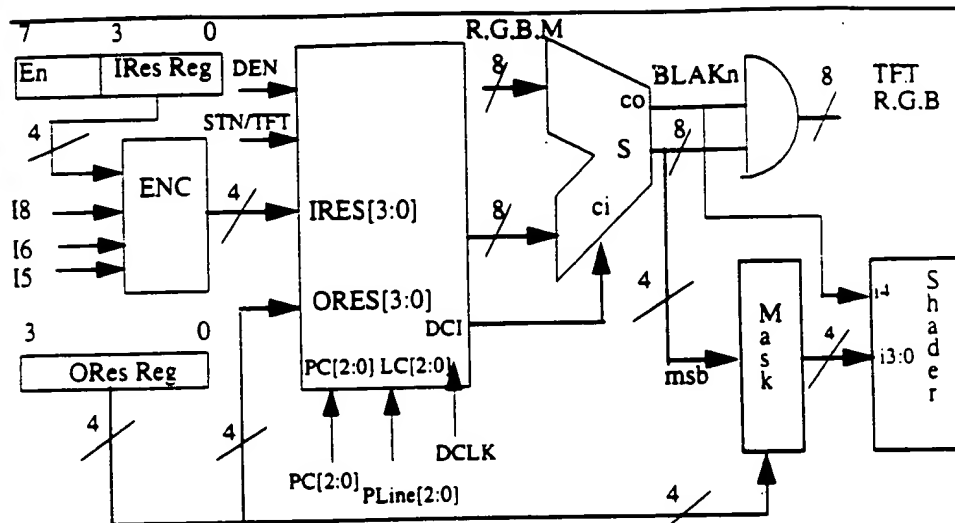 7 3 0
En IRes Reg
4
I8
I6
I5
ENC
4
DEN
STN/TFT
IRES[3:0]
ORES[3:0]
DCI
PC[2:0] LC[2:0]
PC[2:0]
PLine[2:0]
DCLK
3 0
ORes Reg
4
4
R.G.B.M
8
8
co
S
ci
BLAKn
8
8
TFT
R.G.B
4
msb
Mask
4
i4
i3:0
Shader
4